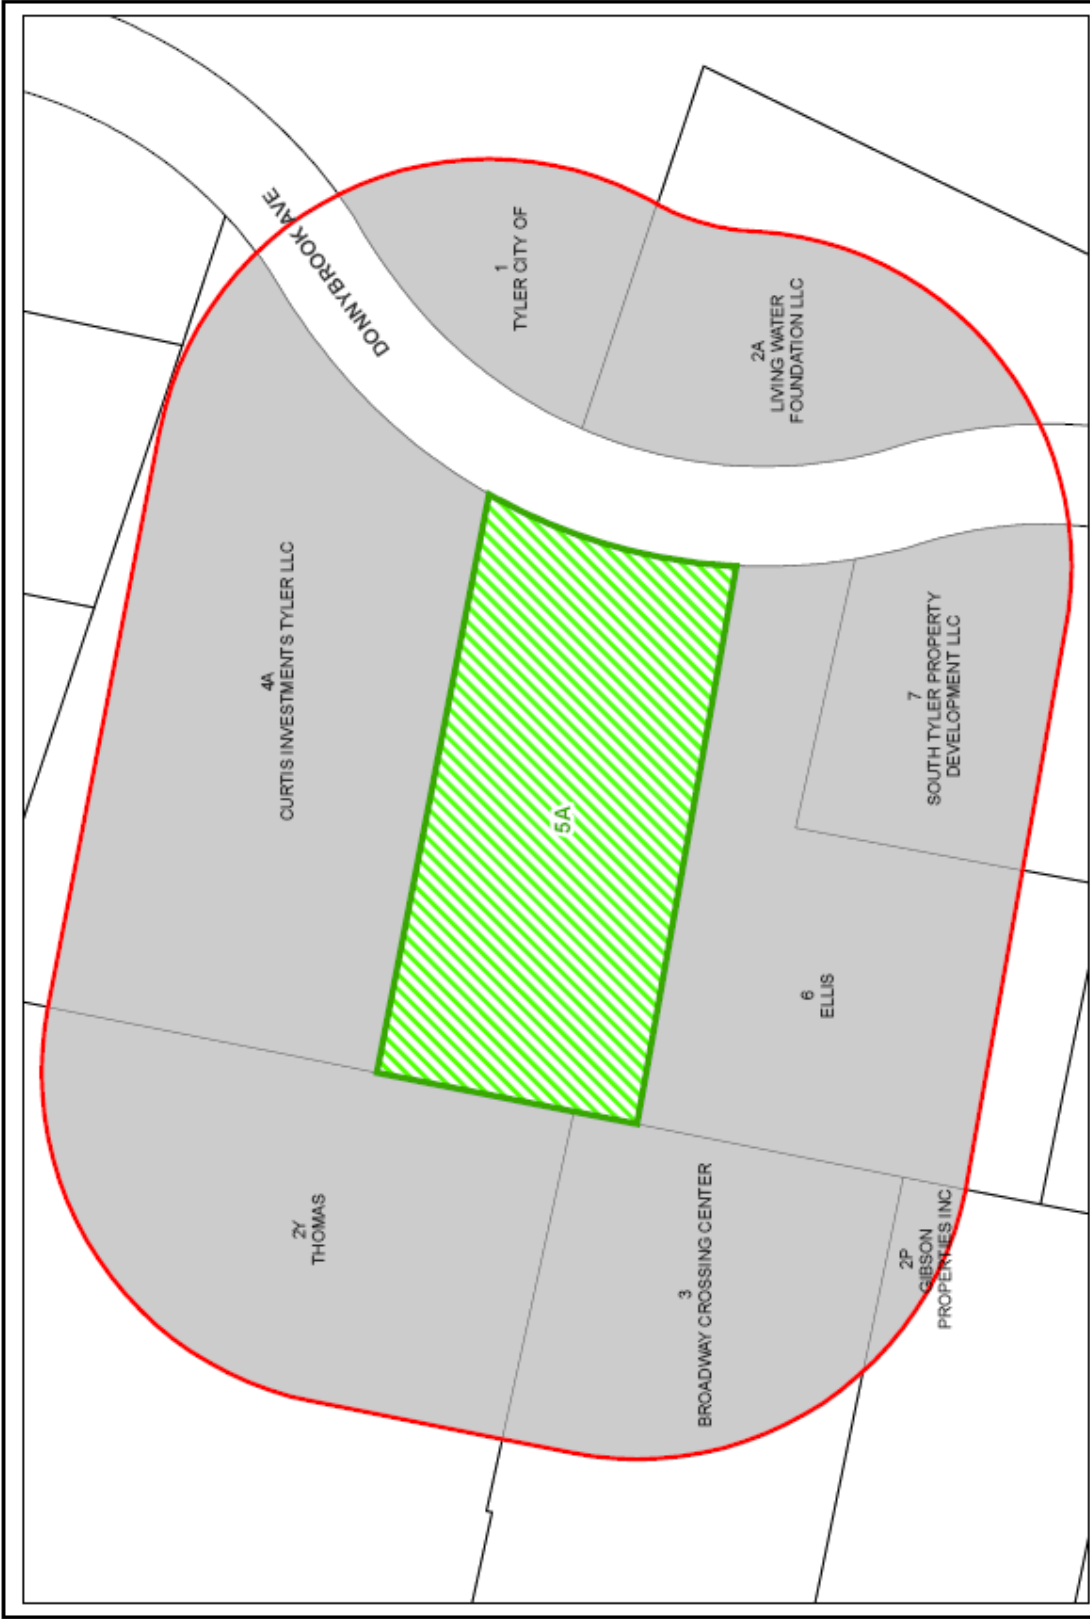 DONNYBROOK AVE
1
TYLER CITY OF
2A
LIVING WATER
FOUNDATION LLC
4A
CURTIS INVESTMENTS TYLER LLC
5A
7
SOUTH TYLER PROPERTY
DEVELOPMENT LLC
6
ELLIS
2Y
THOMAS
3
BROADWAY CROSSING CENTER
2P
GIBSON
PROPERTIES INC